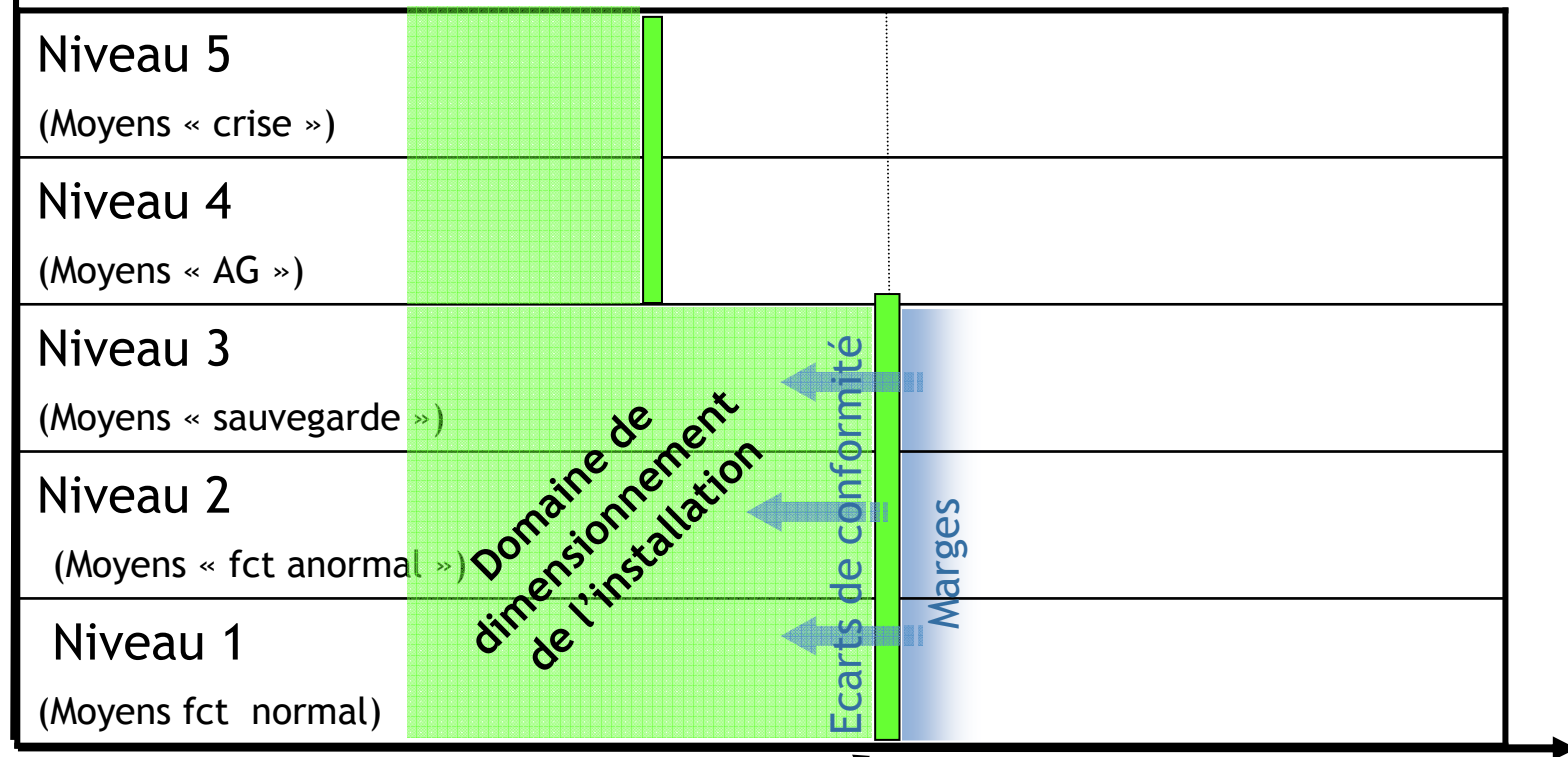 Niveau 5
(Moyens « crise »)
Niveau 4
(Moyens « AG »)
Niveau 3
(Moyens « sauvegarde »)
Niveau 2
(Moyens « fct anormal »)
Niveau 1
(Moyens fct normal)
Domaine de
dimensionnement
de l’installation
Ecarts de conformité
Marges